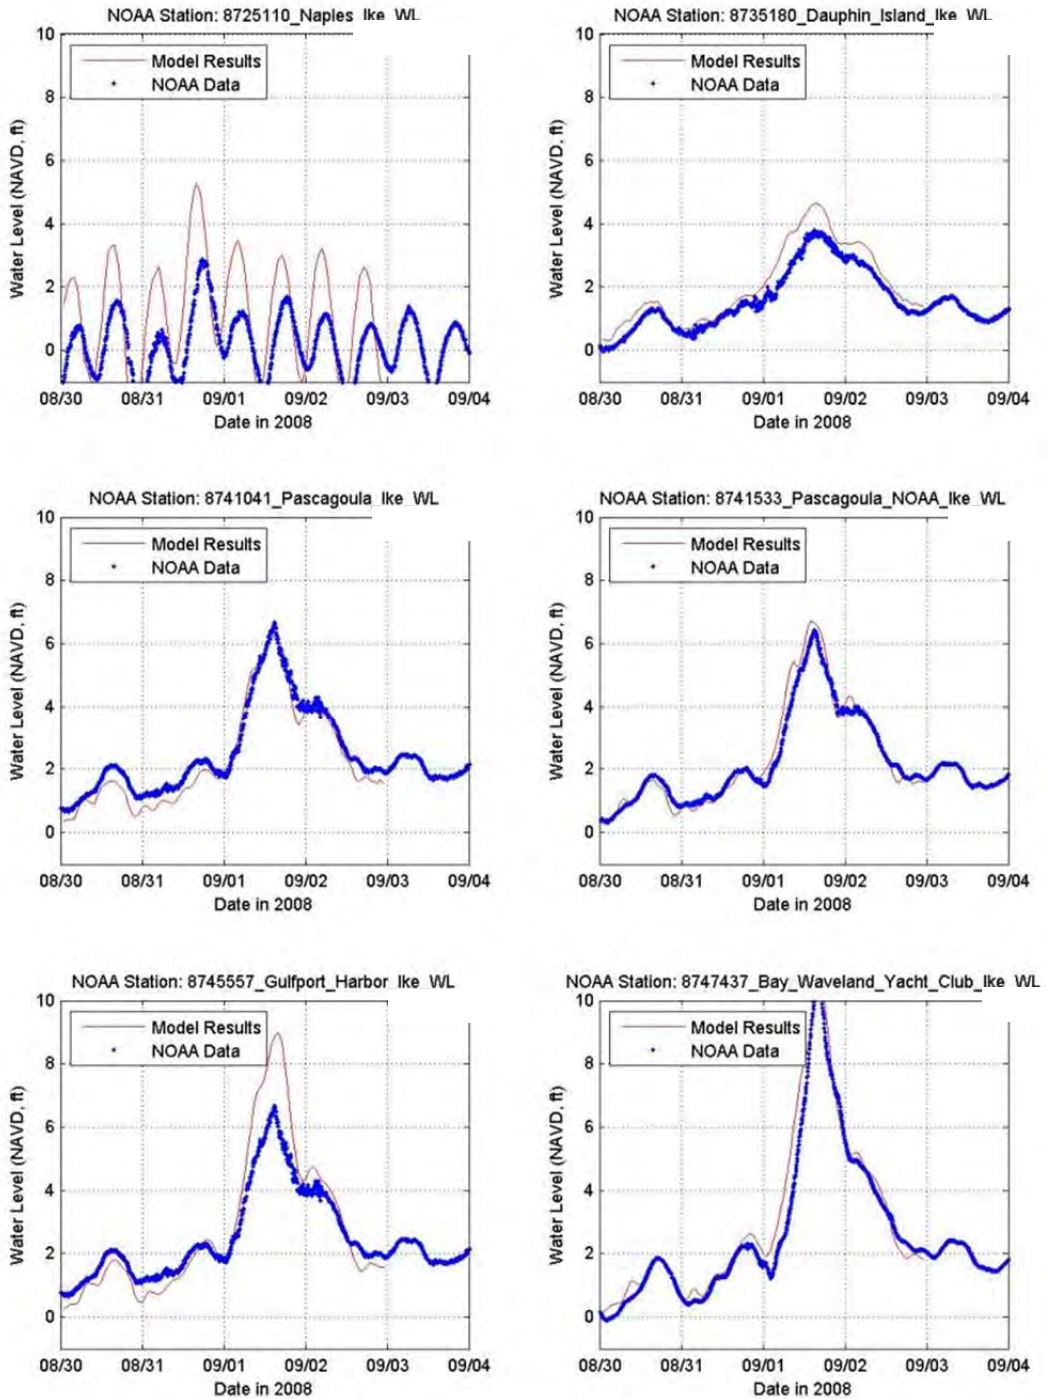 NOAA Station: 8725110_Naples_Ike_WL
10
8
6
4
2
0
Water Level (NAVD, ft)
Model Results
NOAA Data
08/30 08/31 09/01 09/02 09/03 09/04
Date in 2008
NOAA Station: 8735180_Dauphin_Island_Ike_WL
10
8
6
4
2
0
Water Level (NAVD, ft)
Model Results
NOAA Data
08/30 08/31 09/01 09/02 09/03 09/04
Date in 2008
NOAA Station: 8741041_Pascagoula_Ike_WL
10
8
6
4
2
0
Water Level (NAVD, ft)
Model Results
NOAA Data
08/30 08/31 09/01 09/02 09/03 09/04
Date in 2008
NOAA Station: 8741533_Pascagoula_NOAA_Ike_WL
10
8
6
4
2
0
Water Level (NAVD, ft)
Model Results
NOAA Data
08/30 08/31 09/01 09/02 09/03 09/04
Date in 2008
NOAA Station: 8745557_Gulfport_Harbor_Ike_WL
10
8
6
4
2
0
Water Level (NAVD, ft)
Model Results
NOAA Data
08/30 08/31 09/01 09/02 09/03 09/04
Date in 2008
NOAA Station: 8747437_Bay_Waveland_Yacht_Club_Ike_WL
10
8
6
4
2
0
Water Level (NAVD, ft)
Model Results
NOAA Data
08/30 08/31 09/01 09/02 09/03 09/04
Date in 2008